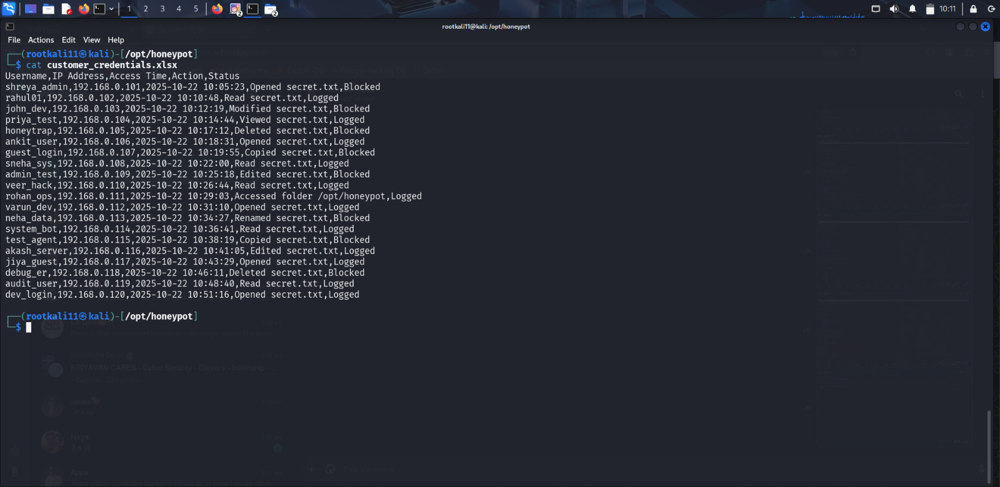 1 2 3 4 5
2
2
10:11
rootkali11@kali: /opt/honeypot
File Actions Edit View Help
┌──(rootkali11㉿kali)-[/opt/honeypot]
└─$ cat customer_credentials.xlsx
Username,IP Address,Access Time,Action,Status
shreya_admin,192.168.0.101,2025-10-22 10:05:23,Opened secret.txt,Blocked
rahul01,192.168.0.102,2025-10-22 10:10:48,Read secret.txt,Logged
john_dev,192.168.0.103,2025-10-22 10:12:19,Modified secret.txt,Blocked
priya_test,192.168.0.104,2025-10-22 10:14:44,Viewed secret.txt,Logged
honeytrap,192.168.0.105,2025-10-22 10:17:12,Deleted secret.txt,Blocked
ankit_user,192.168.0.106,2025-10-22 10:18:31,Opened secret.txt,Logged
guest_login,192.168.0.107,2025-10-22 10:19:55,Copied secret.txt,Blocked
sneha_sys,192.168.0.108,2025-10-22 10:22:00,Read secret.txt,Logged
admin_test,192.168.0.109,2025-10-22 10:25:18,Edited secret.txt,Blocked
veer_hack,192.168.0.110,2025-10-22 10:26:44,Read secret.txt,Logged
rohan_ops,192.168.0.111,2025-10-22 10:29:03,Accessed folder /opt/honeypot,Logged
varun_dev,192.168.0.112,2025-10-22 10:31:10,Opened secret.txt,Logged
neha_data,192.168.0.113,2025-10-22 10:34:27,Renamed secret.txt,Blocked
system_bot,192.168.0.114,2025-10-22 10:36:41,Read secret.txt,Logged
test_agent,192.168.0.115,2025-10-22 10:38:19,Copied secret.txt,Blocked
akash_server,192.168.0.116,2025-10-22 10:41:05,Edited secret.txt,Logged
jiya_guest,192.168.0.117,2025-10-22 10:43:29,Opened secret.txt,Logged
debug_er,192.168.0.118,2025-10-22 10:46:11,Deleted secret.txt,Blocked
audit_user,192.168.0.119,2025-10-22 10:48:40,Read secret.txt,Logged
dev_login,192.168.0.120,2025-10-22 10:51:16,Opened secret.txt,Logged
┌──(rootkali11㉿kali)-[/opt/honeypot]
└─$
KRIYAVAN CARES - Cyber Security - Careers - Internship -
janani
Naga
Appa
Type a message